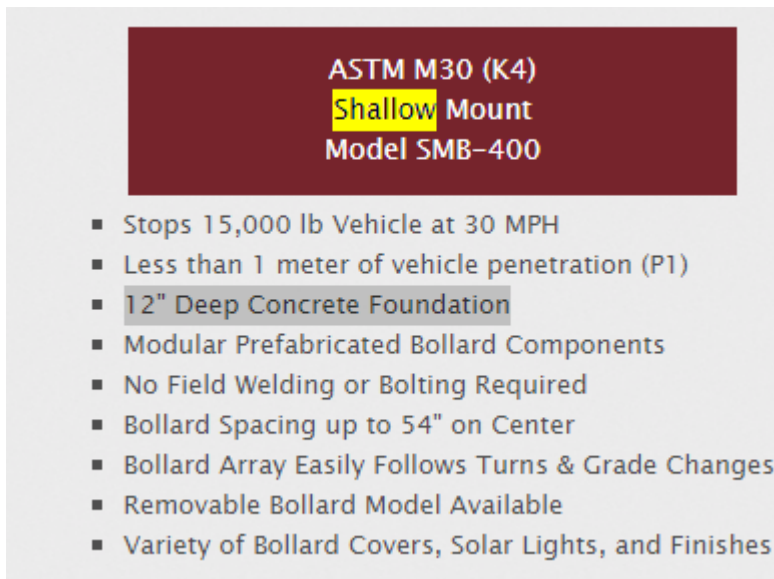 ASTM M30 (K4)
Shallow Mount
Model SMB-400
Stops 15,000 lb Vehicle at 30 MPH
Less than 1 meter of vehicle penetration (P1)
12" Deep Concrete Foundation
Modular Prefabricated Bollard Components
No Field Welding or Bolting Required
Bollard Spacing up to 54" on Center
Bollard Array Easily Follows Turns & Grade Changes
Removable Bollard Model Available
Variety of Bollard Covers, Solar Lights, and Finishes